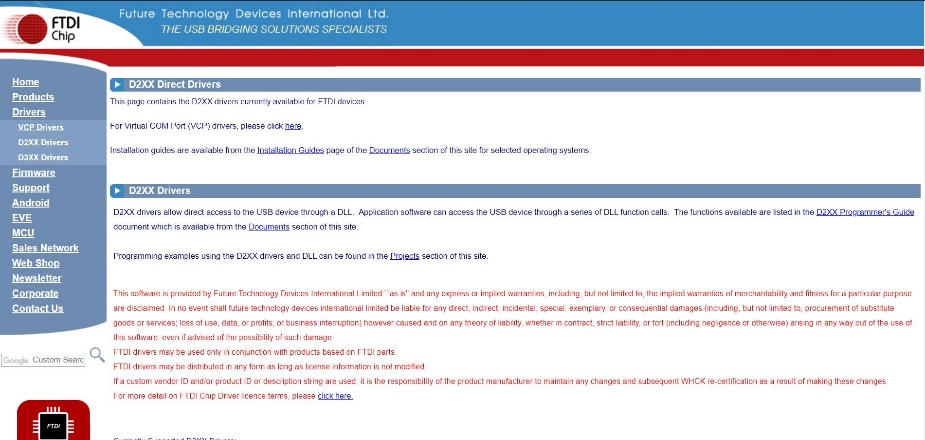 FTDI
Chip
Future Technology Devices International Ltd.
THE USB BRIDGING SOLUTIONS SPECIALISTS
Home
Products
Drivers
VCP Drivers
D2XX Drivers
D3XX Drivers
Firmware
Support
Android
EVE
MCU
Sales Network
Web Shop
Newsletter
Corporate
Contact Us
Google Custom Searc
FTDI
D2XX Direct Drivers
This page contains the D2XX drivers currently available for FTDI devices.
For Virtual COM Port (VCP) drivers, please click here.
Installation guides are available from the Installation Guides page of the Documents section of this site for selected operating systems.
D2XX Drivers
D2XX drivers allow direct access to the USB device through a DLL. Application software can access the USB device through a series of DLL function calls. The functions available are listed in the D2XX Programmer's Guide
document which is available from the Documents section of this site.
Programming examples using the D2XX drivers and DLL can be found in the Projects section of this site.
This software is provided by Future Technology Devices International Limited ``as is'' and any express or implied warranties, including, but not limited to, the implied warranties of merchantability and fitness for a particular purpose
are disclaimed. In no event shall future technology devices international limited be liable for any direct, indirect, incidental, special, exemplary, or consequential damages (including, but not limited to, procurement of substitute
goods or services; loss of use, data, or profits; or business interruption) however caused and on any theory of liability, whether in contract, strict liability, or tort (including negligence or otherwise) arising in any way out of the use of
this software, even if advised of the possibility of such damage.
FTDI drivers may be used only in conjunction with products based on FTDI parts.
FTDI drivers may be distributed in any form as long as license information is not modified.
If a custom vendor ID and/or product ID or description string are used, it is the responsibility of the product manufacturer to maintain any changes and subsequent WHCK re-certification as a result of making these changes.
For more detail on FTDI Chip Driver licence terms, please click here.